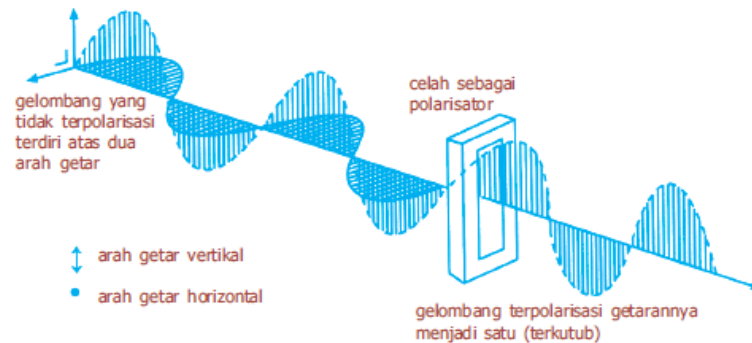 gelombang yang
tidak terpolarisasi
terdiri atas dua
arah getar
celah sebagai
polarisator
arah getar vertikal
arah getar horizontal
gelombang terpolarisasi getarannya
menjadi satu (terkutub)